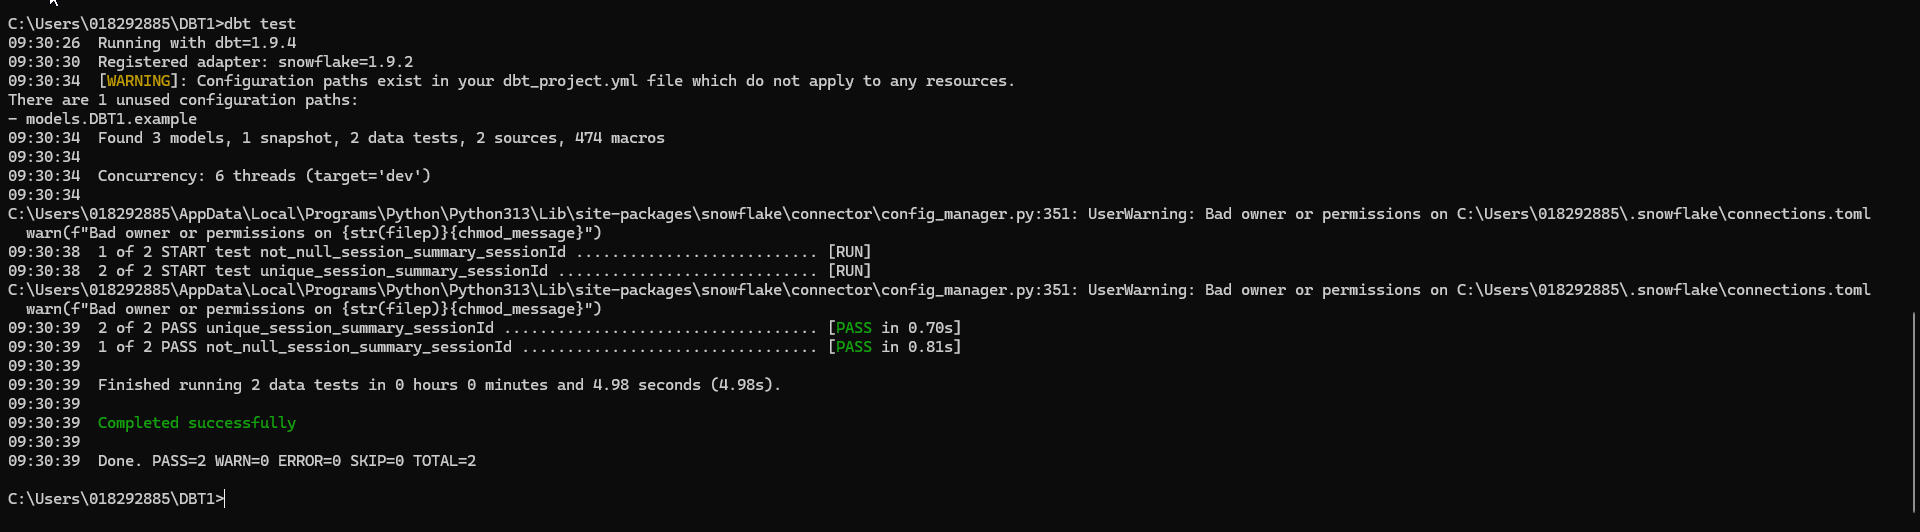 C:\Users\018292885\DBT1>dbt test
09:30:26  Running with dbt=1.9.4
09:30:30  Registered adapter: snowflake=1.9.2
09:30:34  [WARNING]: Configuration paths exist in your dbt_project.yml file which do not apply to any resources.
There are 1 unused configuration paths:
- models.DBT1.example
09:30:34  Found 3 models, 1 snapshot, 2 data tests, 2 sources, 474 macros
09:30:34
09:30:34  Concurrency: 6 threads (target='dev')
09:30:34
C:\Users\018292885\AppData\Local\Programs\Python\Python313\Lib\site-packages\snowflake\connector\config_manager.py:351: UserWarning: Bad owner or permissions on C:\Users\018292885\.snowflake\connections.toml
  warn(f"Bad owner or permissions on {str(filep)}{chmod_message}")
09:30:38  1 of 2 START test not_null_session_summary_sessionId ........................... [RUN]
09:30:38  2 of 2 START test unique_session_summary_sessionId ............................. [RUN]
C:\Users\018292885\AppData\Local\Programs\Python\Python313\Lib\site-packages\snowflake\connector\config_manager.py:351: UserWarning: Bad owner or permissions on C:\Users\018292885\.snowflake\connections.toml
  warn(f"Bad owner or permissions on {str(filep)}{chmod_message}")
09:30:39  2 of 2 PASS unique_session_summary_sessionId ................................... [PASS in 0.70s]
09:30:39  1 of 2 PASS not_null_session_summary_sessionId ................................. [PASS in 0.81s]
09:30:39
09:30:39  Finished running 2 data tests in 0 hours 0 minutes and 4.98 seconds (4.98s).
09:30:39
09:30:39  Completed successfully
09:30:39
09:30:39  Done. PASS=2 WARN=0 ERROR=0 SKIP=0 TOTAL=2
C:\Users\018292885\DBT1>